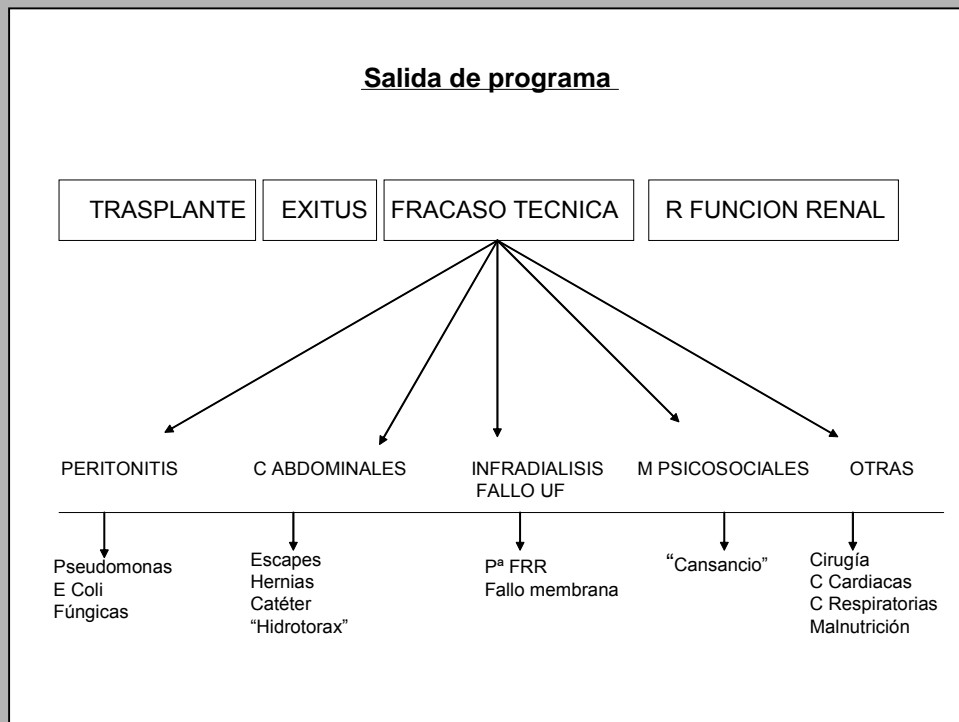 Salida de programa
TRASPLANTE
EXITUS
FRACASO TECNICA
R FUNCION RENAL
PERITONITIS
C ABDOMINALES
INFRADIALISIS
FALLO UF
M PSICOSOCIALES
OTRAS
Pseudomonas
E Coli
Fúngicas
Escapes
Hernias
Catéter
“Hidrotorax”
Pª FRR
Fallo membrana
“Cansancio”
Cirugía
C Cardiacas
C Respiratorias
Malnutrición